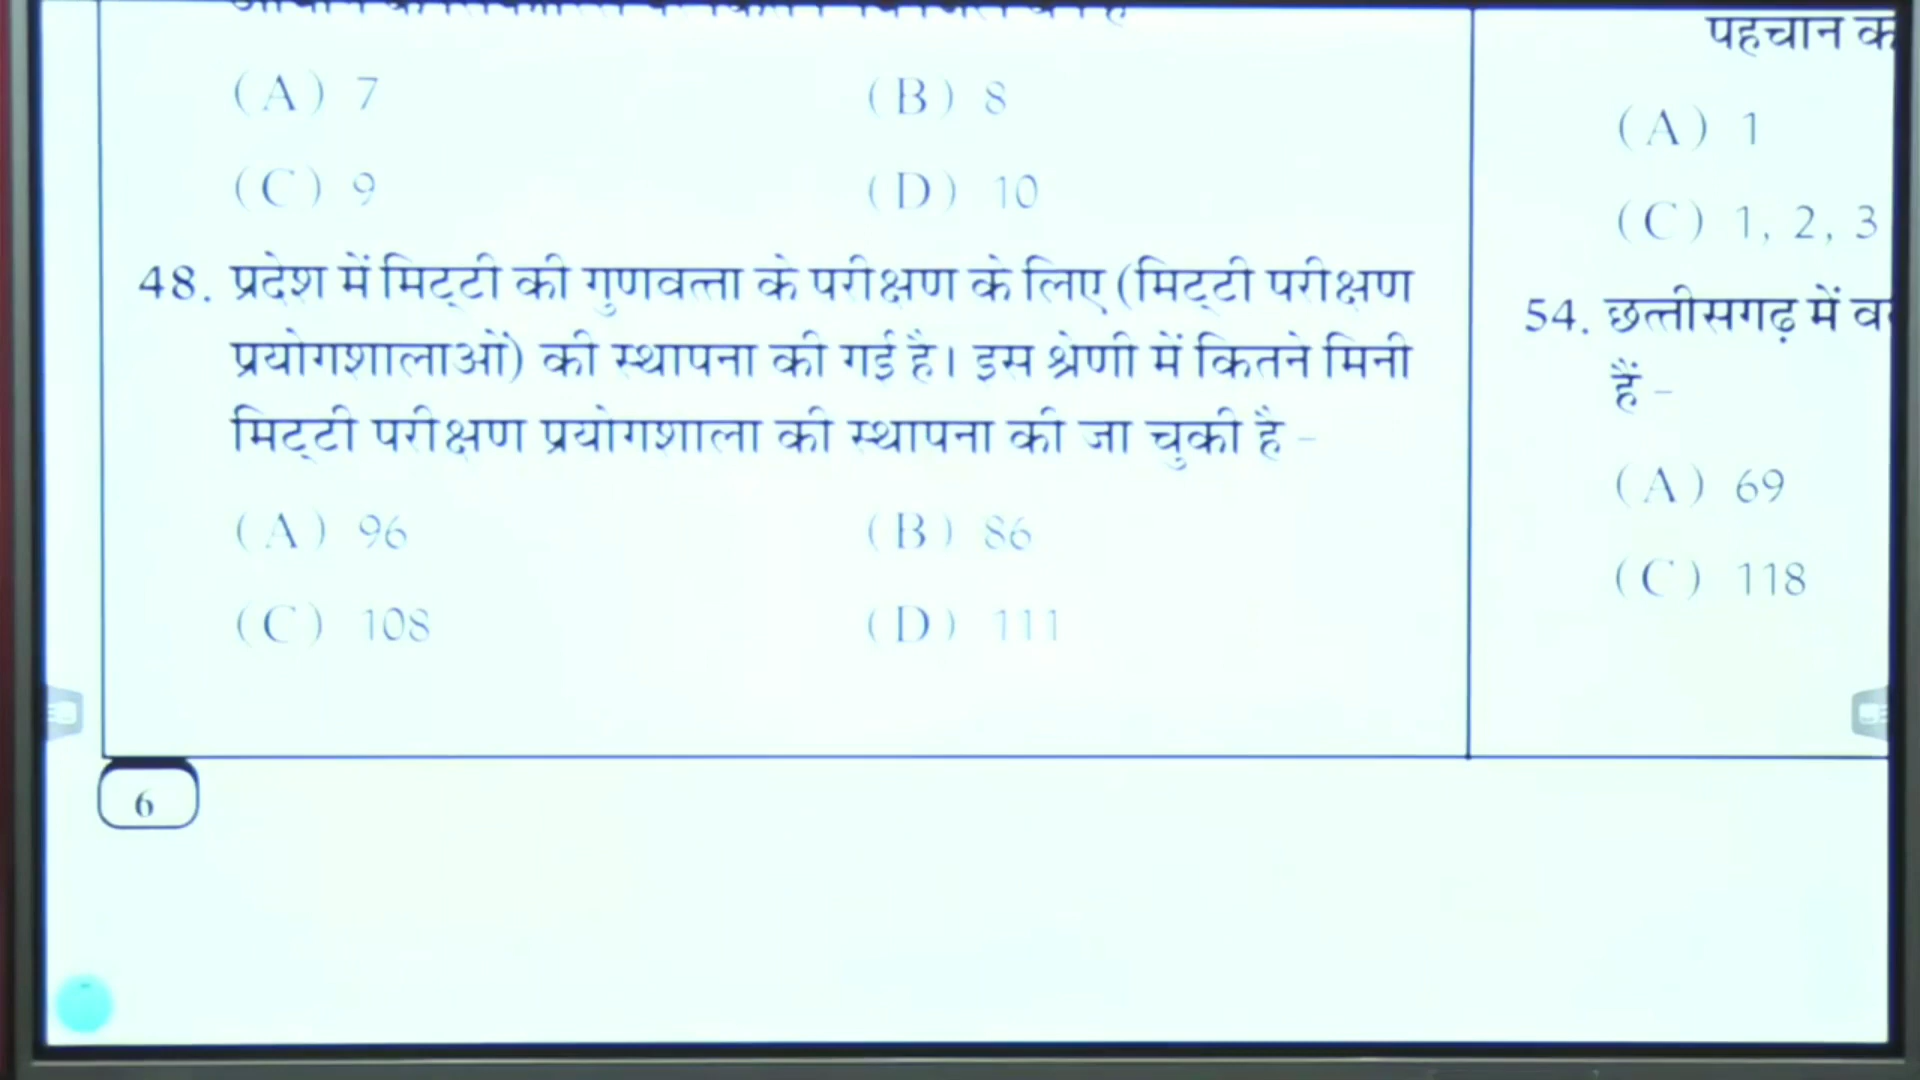 (A) 7
(B) 8
(C) 9
(D) 10
48. प्रदेश में मिट्टी की गुणवत्ता के परीक्षण के लिए (मिट्टी परीक्षण
प्रयोगशालाओं) की स्थापना की गई है। इस श्रेणी में कितने मिनी
मिट्टी परीक्षण प्रयोगशाला की स्थापना की जा चुकी है -
(A) 96
(B) 86
(C) 108
(D) 111
6
पहचान
(A) 1
(C) 1, 2, 3
54. छत्तीसगढ़ में
हैं -
(A) 69
(C) 118